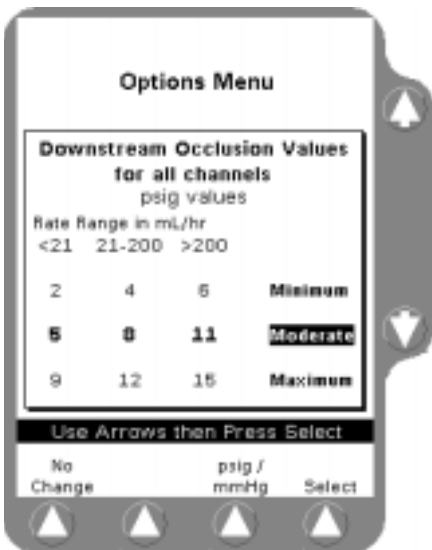 Options Menu
Downstream Occlusion Values
for all channels
psig values
Rate Range in mL/hr
<21 21-200 >200
2 4 6 Minimum
5 8 11 Moderate
9 12 15 Maximum
Use Arrows then Press Select
No Change psig / mmHg Select